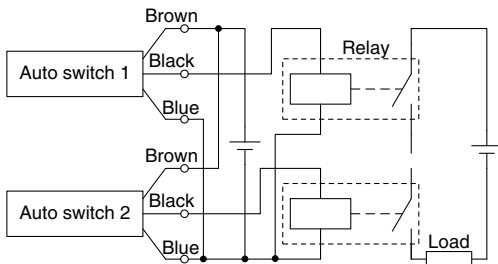 Brown
Relay
Black
Auto switch 1
Blue
Brown
Black
Auto switch 2
Blue
Load